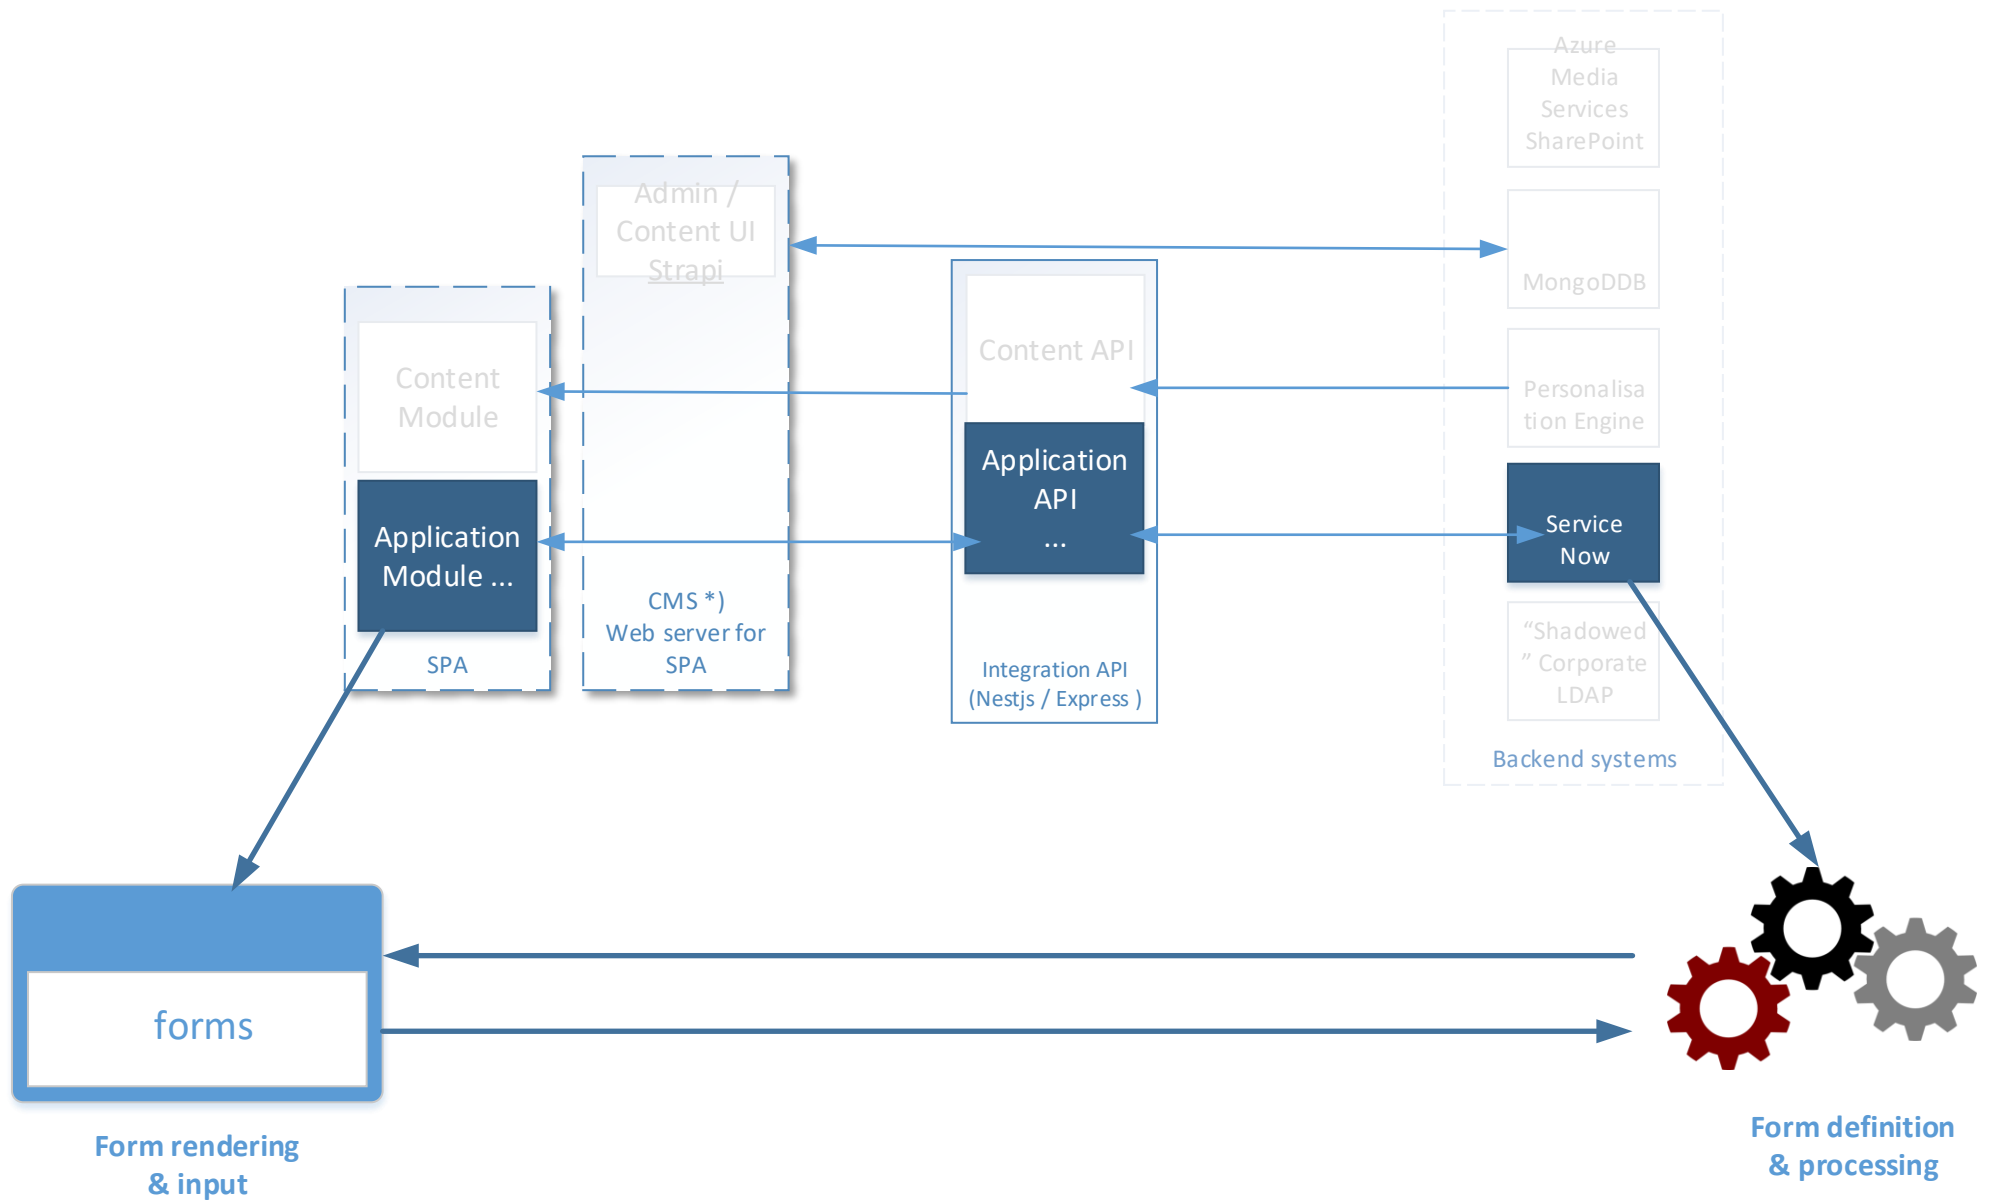 Azure
Media
Services
SharePoint
Admin /
Content UI
Strapi
MongoDDB
Content
Module
Content API
Personalisa
tion Engine
Application
Module ...
Application
API
...
Service
Now
CMS *)
Web server for
SPA
SPA
Integration API
(Nestjs / Express )
“Shadowed
” Corporate
LDAP
Backend systems
forms
Form rendering
& input
Form definition
& processing